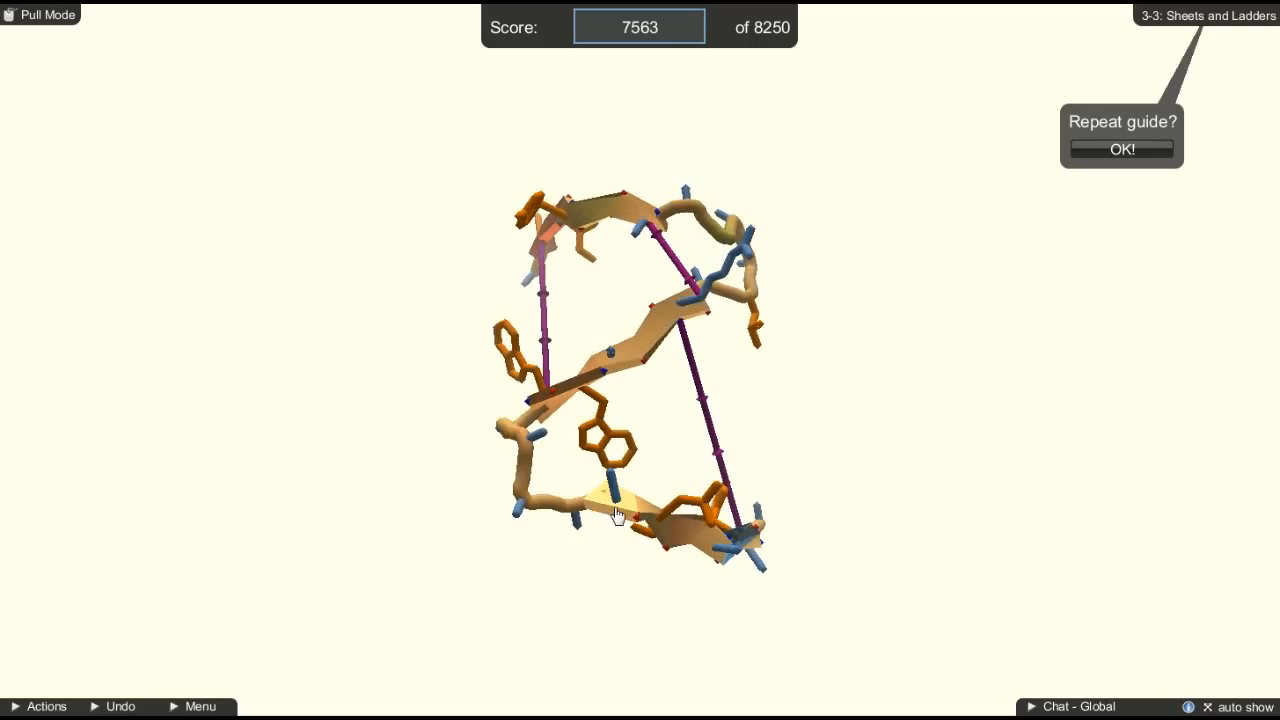 Pull Mode
Score: 7563 of 8250
3-3: Sheets and Ladders
Repeat guide?
OK!
Actions Undo Menu
Chat - Global auto show